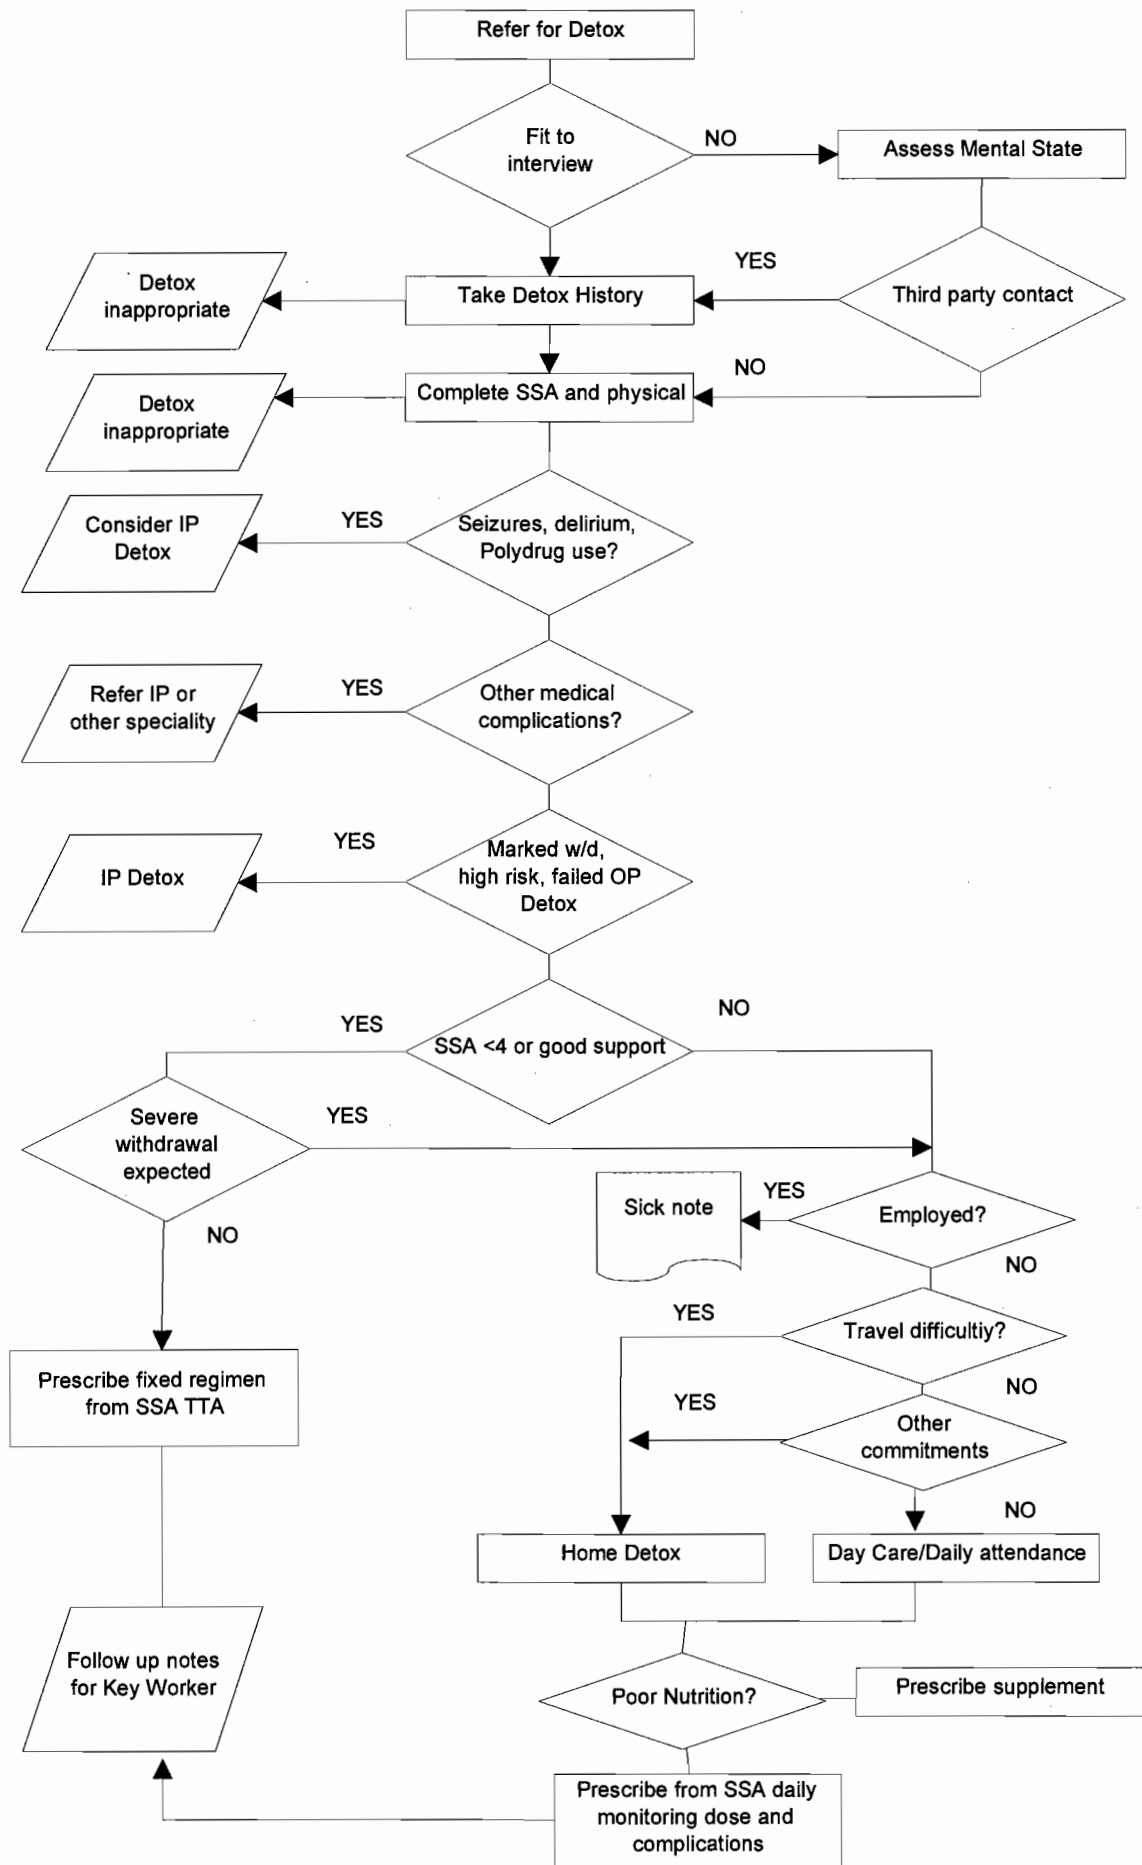 Refer for Detox
Fit to
interview
NO
Assess Mental State
YES
Third party contact
Detox
inappropriate
Take Detox History
NO
Detox
inappropriate
Complete SSA and physical
Consider IP
Detox
YES
Seizures, delirium,
Polydrug use?
Refer IP or
other speciality
YES
Other medical
complications?
IP Detox
YES
Marked w/d,
high risk, failed OP
Detox
YES
SSA <4 or good support
NO
Severe
withdrawal
expected
YES
NO
Sick note
YES
Employed?
NO
YES
Travel difficultiy?
NO
Prescribe fixed regimen
from SSA TTA
YES
Other
commitments
NO
Home Detox
Day Care/Daily attendance
Follow up notes
for Key Worker
Poor Nutrition?
Prescribe supplement
Prescribe from SSA daily
monitoring dose and
complications